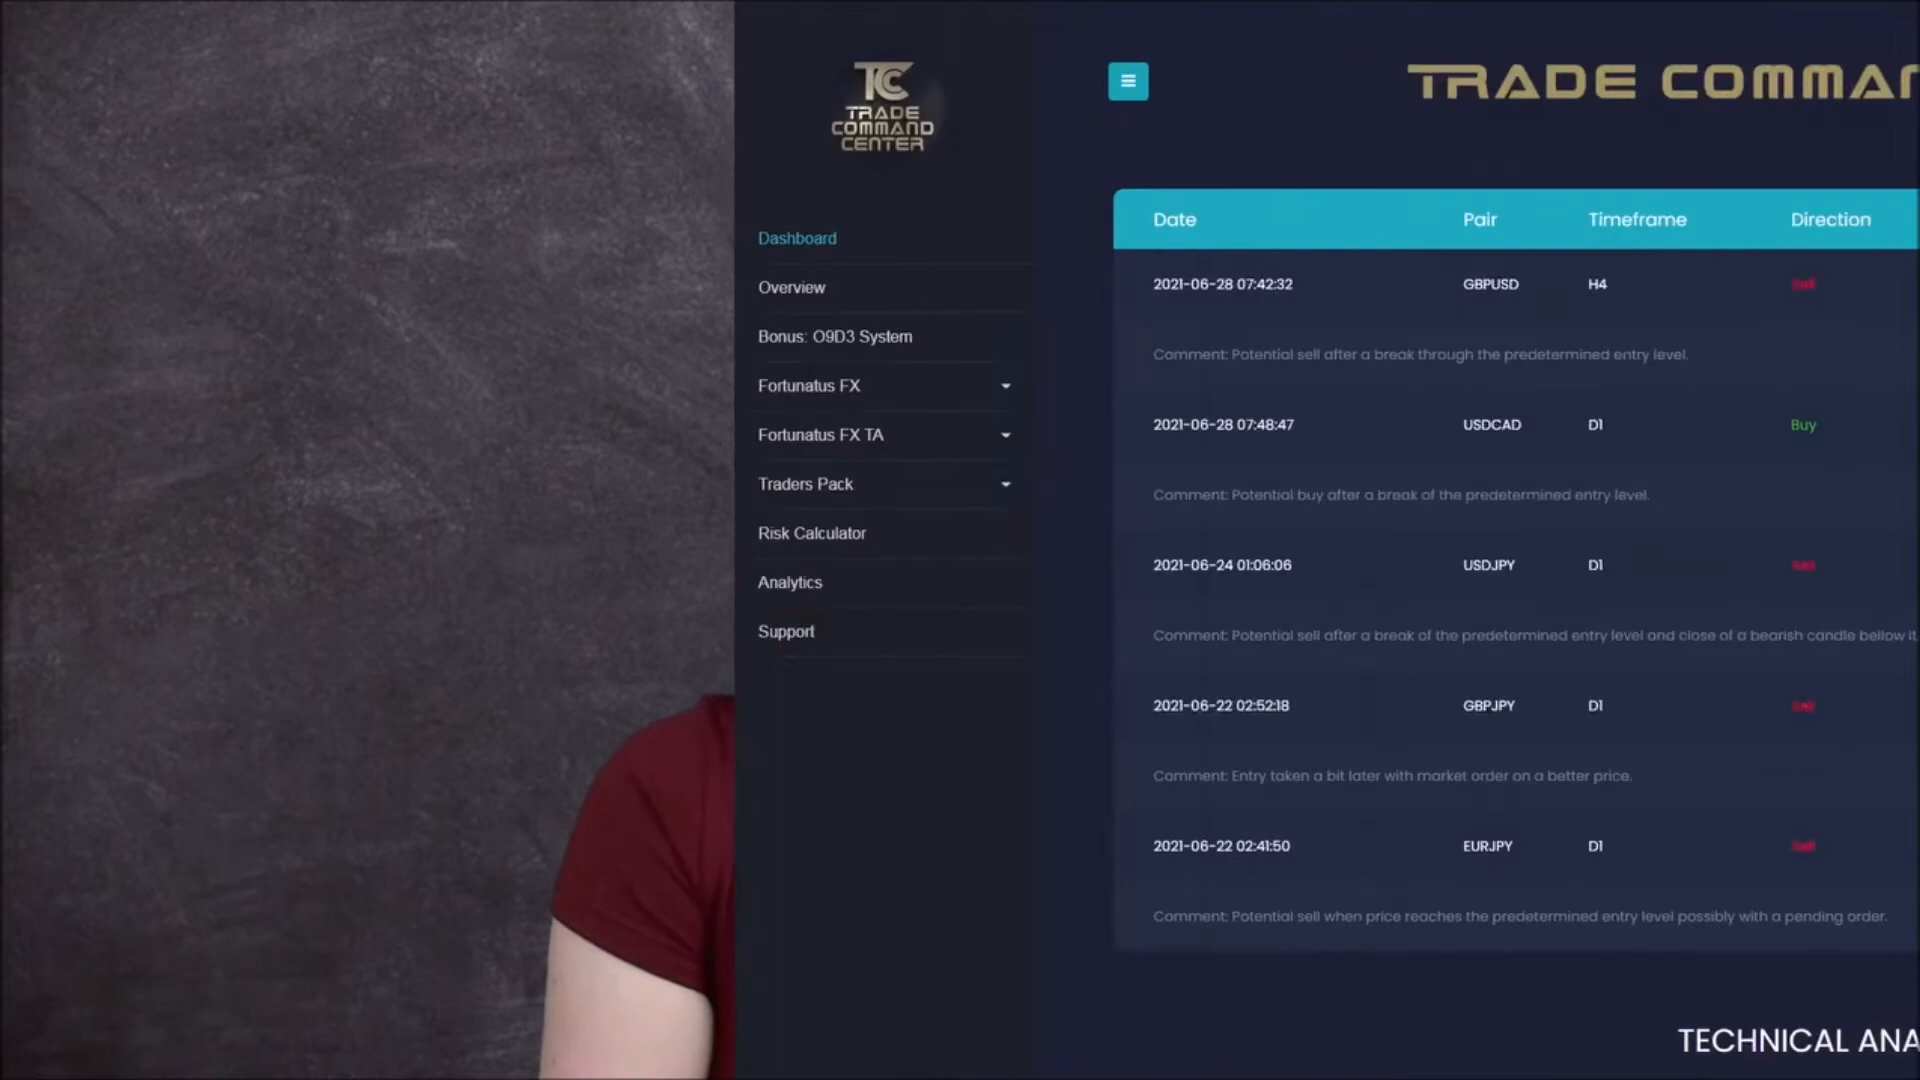 TC
TRADE
COMMAND
CENTER
Dashboard
Overview
Bonus: O9D3 System
Fortunatus FX
Fortunatus FX TA
Traders Pack
Risk Calculator
Analytics
Support
TRADE COMMAN
Date Pair Timeframe Direction
2021-06-28 07:42:32 GBPUSD H4 Sell
Comment: Potential sell after a break through the predetermined entry level.
2021-06-28 07:48:47 USDCAD D1 Buy
Comment: Potential buy after a break of the predetermined entry level.
2021-06-24 01:06:06 USDJPY D1 Sell
Comment: Potential sell after a break of the predetermined entry level and close of a bearish candle bellow it.
2021-06-22 02:52:18 GBPJPY D1 Sell
Comment: Entry taken a bit later with market order on a better price.
2021-06-22 02:41:50 EURJPY D1 Sell
Comment: Potential sell when price reaches the predetermined entry level possibly with a pending order.
TECHNICAL ANA